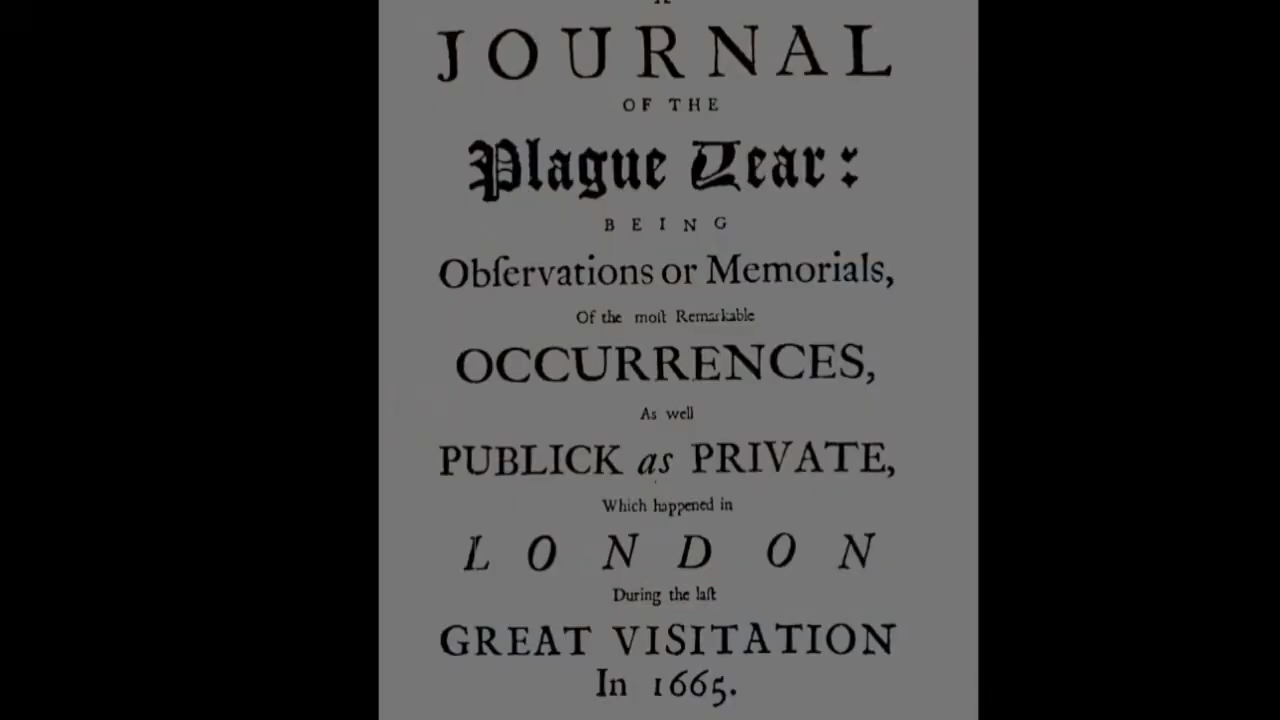 JOURNAL
OF THE
Plague Year:
BEING
Obſervations or Memorials,
Of the moſt Remarkable
OCCURRENCES,
As well
PUBLICK as PRIVATE,
Which happened in
LONDON
During the laſt
GREAT VISITATION
In 1665.